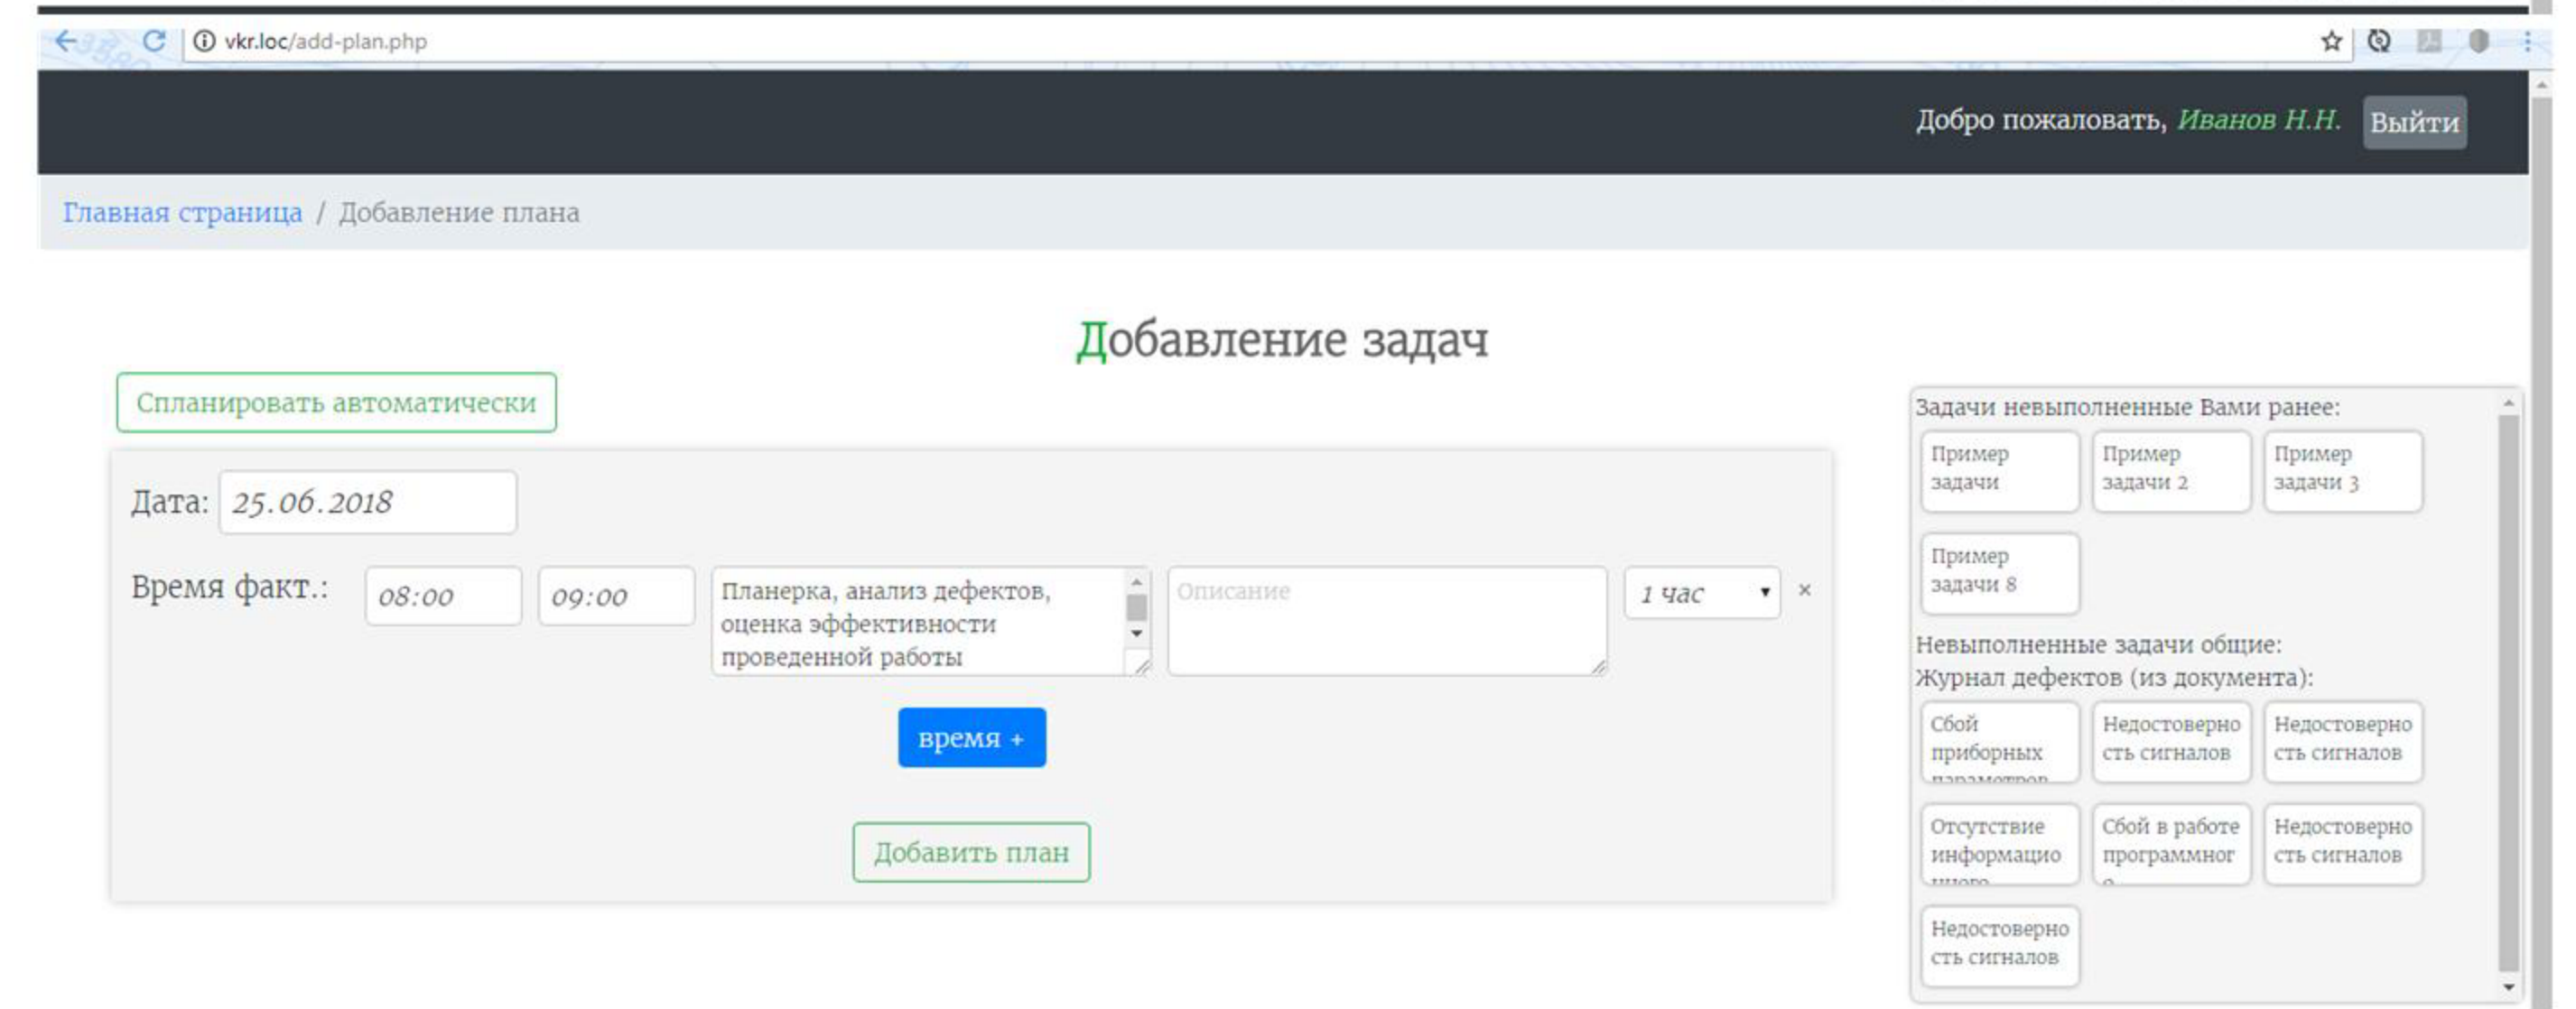 vkr.loc/add-plan.php
Добро пожаловать, Иванов Н.Н. Выйти
Главная страница / Добавление плана
Добавление задач
Спланировать автоматически
Дата: 25.06.2018
Время факт.: 08:00 09:00
Планерка, анализ дефектов,
оценка эффективности
проведенной работы
Описание
1 час
×
время +
Добавить план
Задачи невыполненные Вами ранее:
Пример
задачи
Пример
задачи 2
Пример
задачи 3
Пример
задачи 8
Невыполненные задачи общие:
Журнал дефектов (из документа):
Сбой
приборных
параметров
Недостоверно
сть сигналов
Недостоверно
сть сигналов
Отсутствие
информацио
нного
Сбой в работе
программног
о
Недостоверно
сть сигналов
Недостоверно
сть сигналов